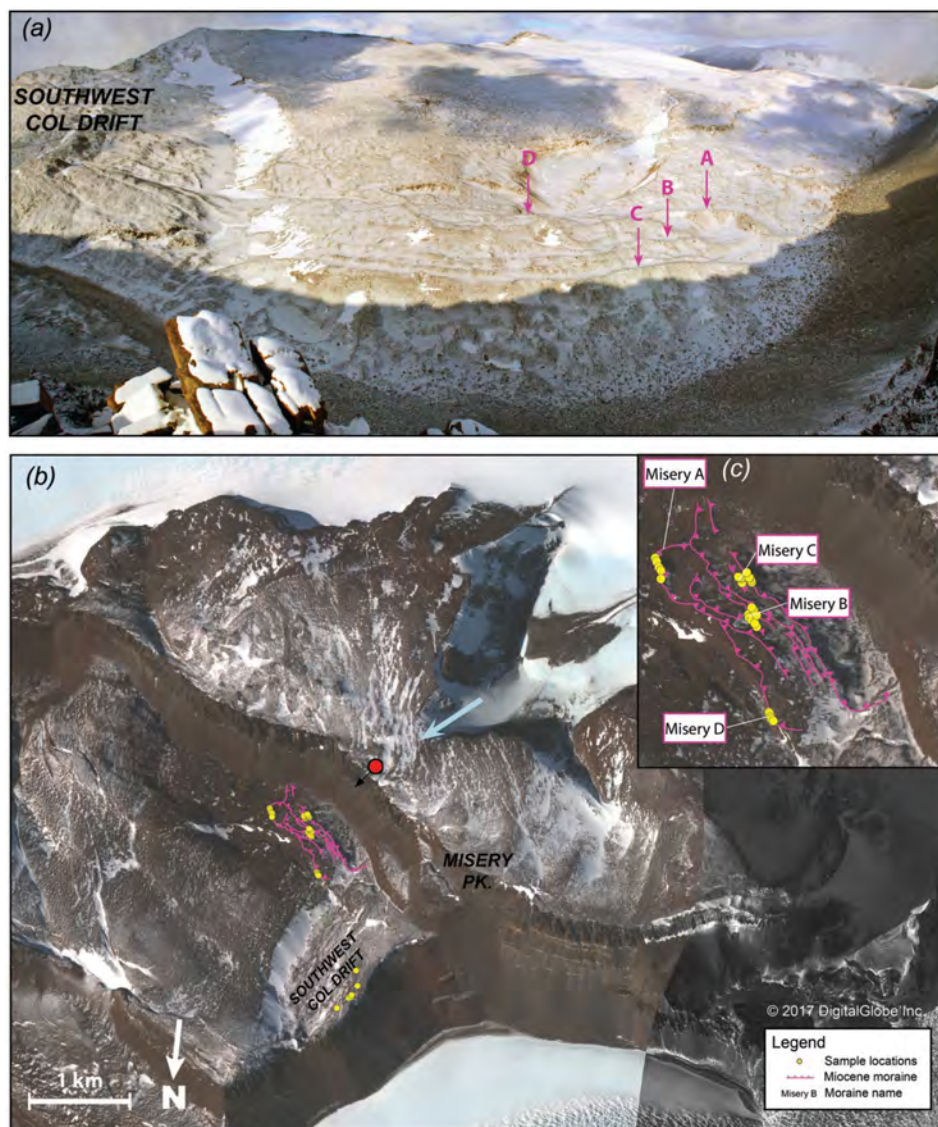 (a)
SOUTHWEST
COL DRIFT
D
A
B
C
(b)
(c)
Misery A
Misery C
Misery B
Misery D
MISERY
PK.
SOUTHWEST
COL DRIFT
© 2017 DigitalGlobe Inc.
1 km
N
Legend
Sample locations
Miocene moraine
Misery B Moraine name